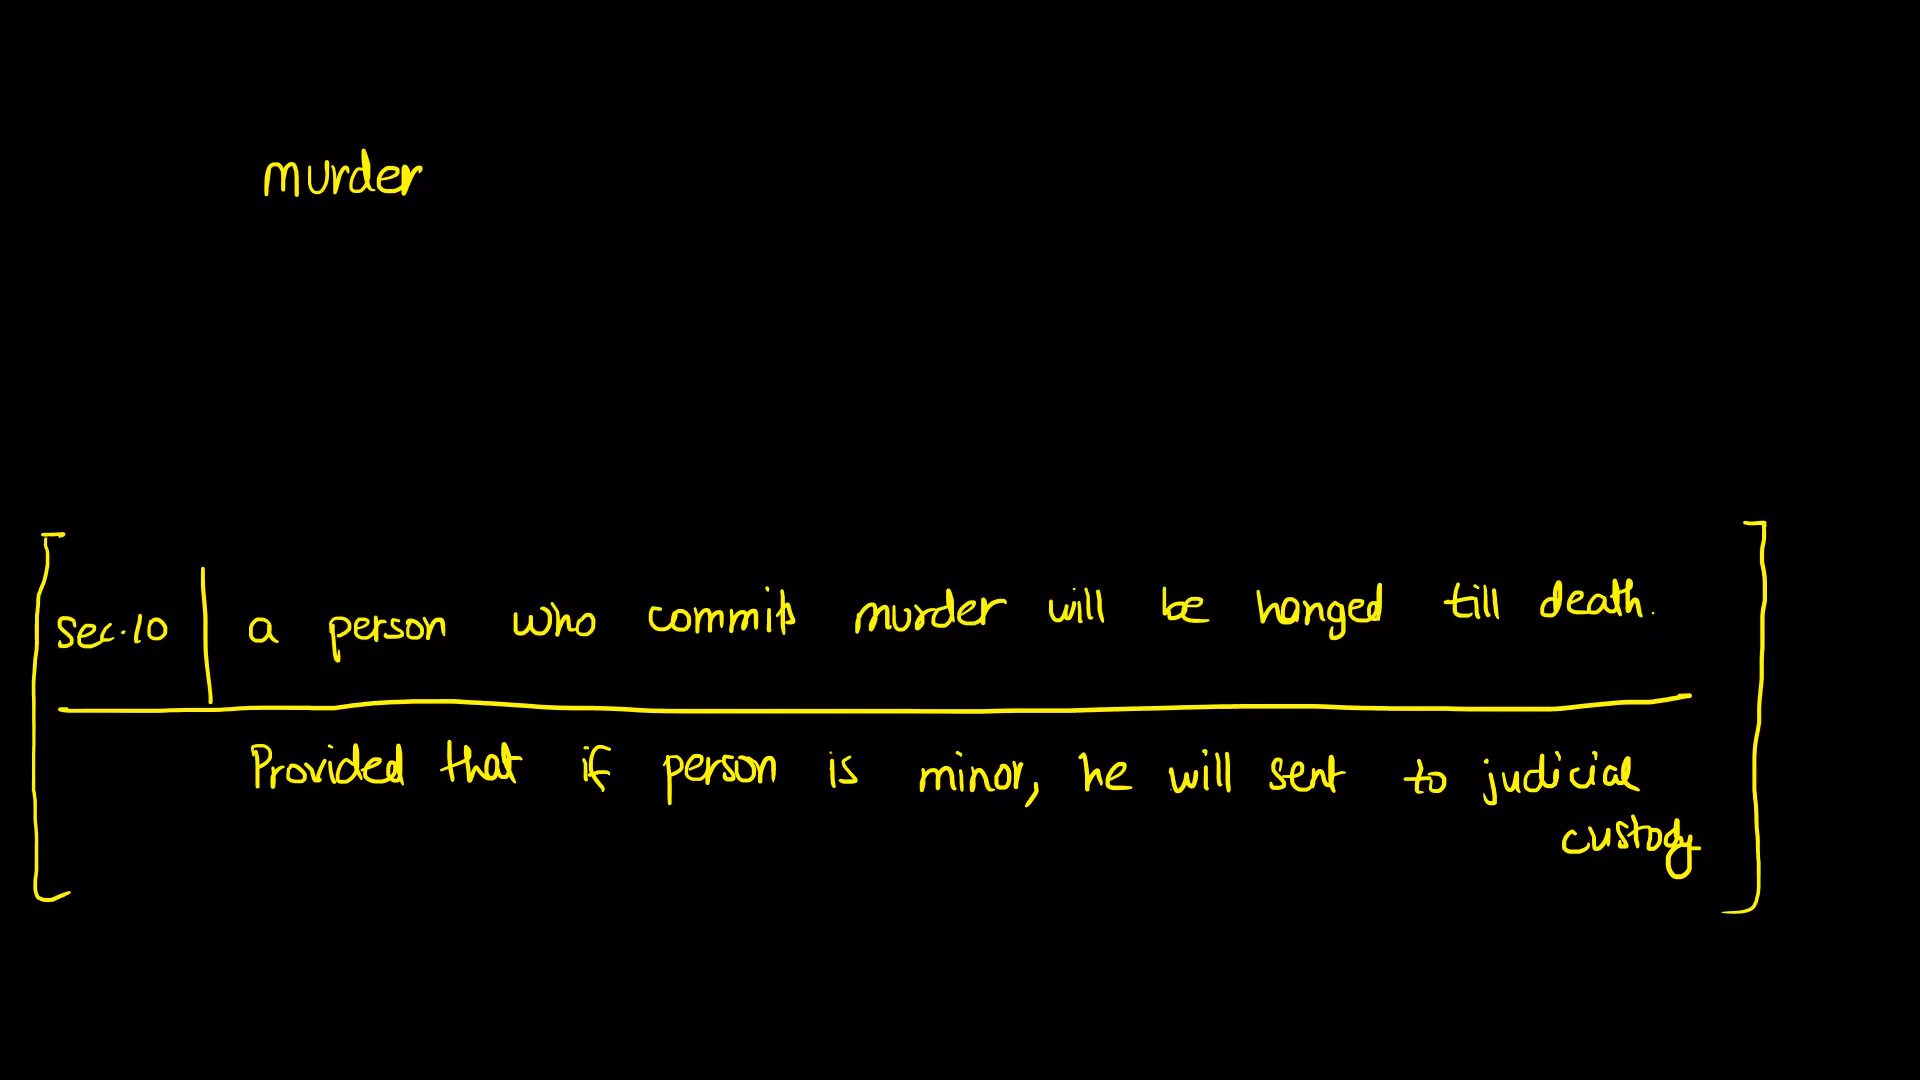 murder
Sec.10 a person who commits murder will be hanged till death.
Provided that if person is minor, he will sent to judicial
custody